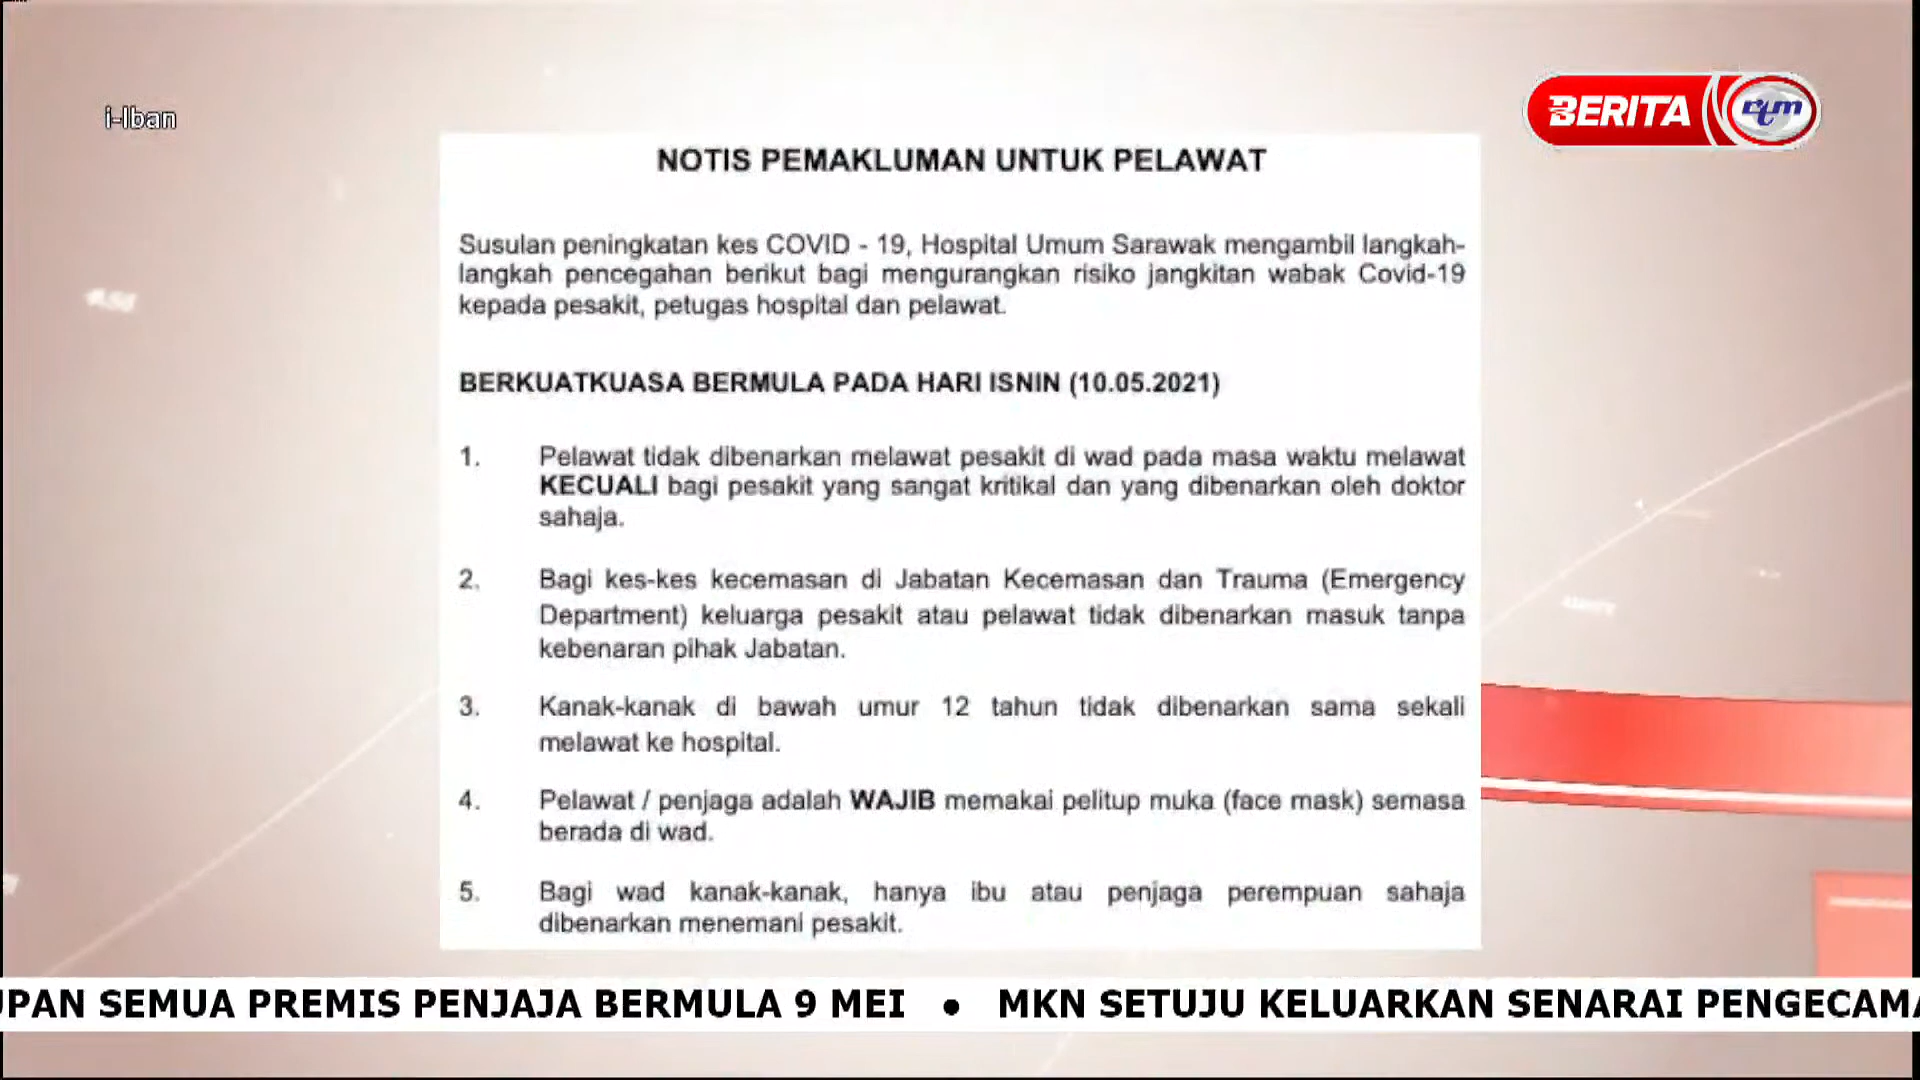 i-Iban
BERITA rtm
NOTIS PEMAKLUMAN UNTUK PELAWAT
Susulan peningkatan kes COVID - 19, Hospital Umum Sarawak mengambil langkah-
langkah pencegahan berikut bagi mengurangkan risiko jangkitan wabak Covid-19
kepada pesakit, petugas hospital dan pelawat.
BERKUATKUASA BERMULA PADA HARI ISNIN (10.05.2021)
1. Pelawat tidak dibenarkan melawat pesakit di wad pada masa waktu melawat
KECUALI bagi pesakit yang sangat kritikal dan yang dibenarkan oleh doktor
sahaja.
2. Bagi kes-kes kecemasan di Jabatan Kecemasan dan Trauma (Emergency
Department) keluarga pesakit atau pelawat tidak dibenarkan masuk tanpa
kebenaran pihak Jabatan.
3. Kanak-kanak di bawah umur 12 tahun tidak dibenarkan sama sekali
melawat ke hospital.
4. Pelawat / penjaga adalah WAJIB memakai pelitup muka (face mask) semasa
berada di wad.
5. Bagi wad kanak-kanak, hanya ibu atau penjaga perempuan sahaja
dibenarkan menemani pesakit.
UPAN SEMUA PREMIS PENJAJA BERMULA 9 MEI • MKN SETUJU KELUARKAN SENARAI PENGECAMA